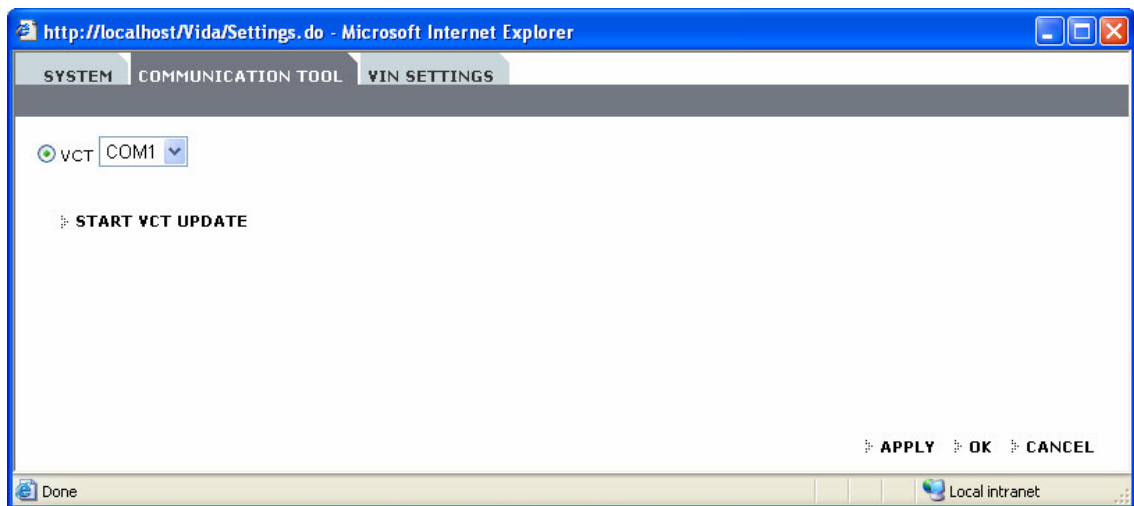 http://localhost/Vida/Settings.do - Microsoft Internet Explorer
SYSTEM COMMUNICATION TOOL VIN SETTINGS
VCT COM1
START VCT UPDATE
APPLY OK CANCEL
Done Local intranet